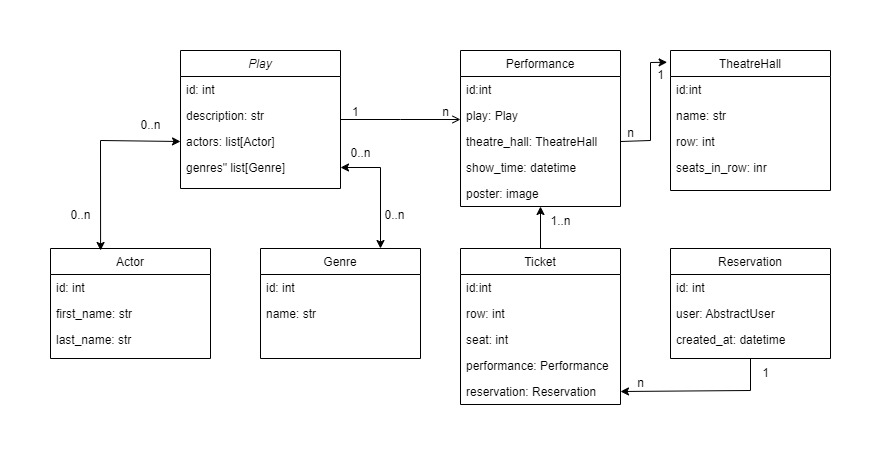 Play
id: int
description: str
actors: list[Actor]
genres" list[Genre]
Performance
id:int
play: Play
theatre_hall: TheatreHall
show_time: datetime
poster: image
TheatreHall
id:int
name: str
row: int
seats_in_row: inr
1
n
n
1
0..n
0..n
0..n
0..n
1..n
Actor
id: int
first_name: str
last_name: str
Genre
id: int
name: str
Ticket
id:int
row: int
seat: int
performance: Performance
reservation: Reservation
Reservation
id: int
user: AbstractUser
created_at: datetime
n
1